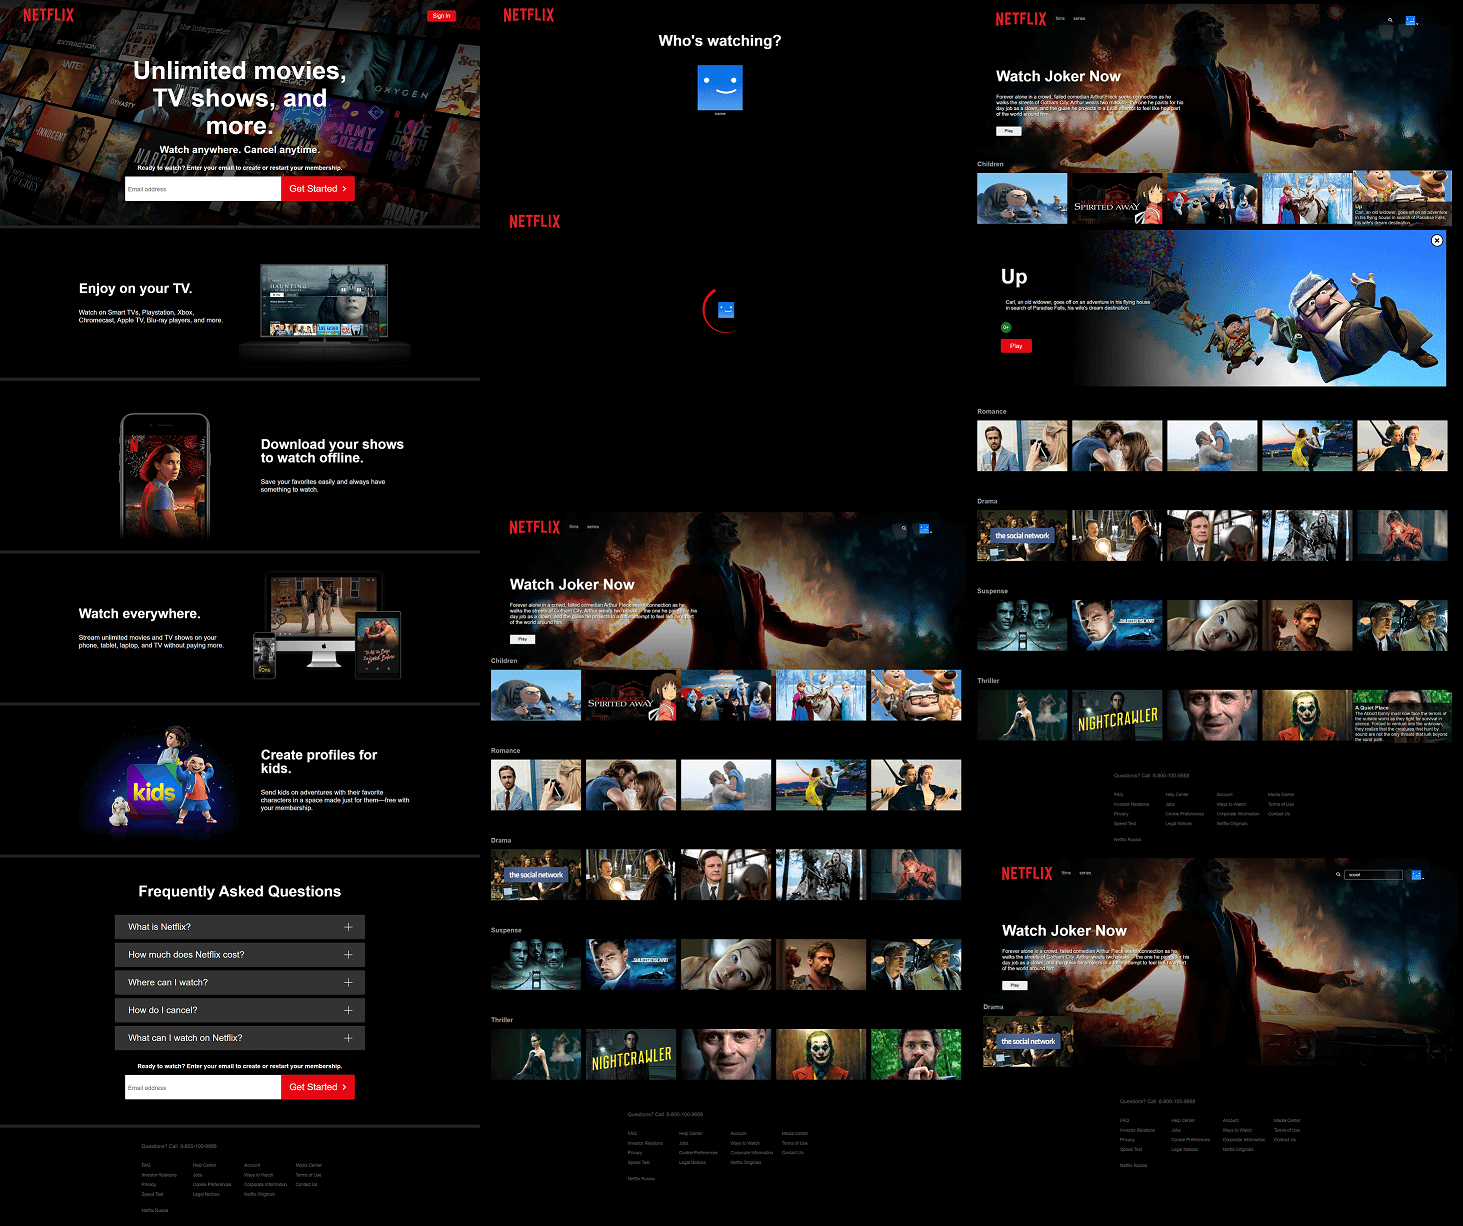 NETFLIX
Sign In
Unlimited movies,
TV shows, and
more.
Watch anywhere. Cancel anytime.
Ready to watch? Enter your email to create or restart your membership.
Email address
Get Started
Enjoy on your TV.
Watch on Smart TVs, Playstation, Xbox,
Chromecast, Apple TV, Blu-ray players, and more.
Download your shows
to watch offline.
Save your favorites easily and always have
something to watch.
Watch everywhere.
Stream unlimited movies and TV shows on your
phone, tablet, laptop, and TV without paying more.
kids
Create profiles for
kids.
Send kids on adventures with their favorite
characters in a space made just for them—free with
your membership.
Frequently Asked Questions
What is Netflix?
How much does Netflix cost?
Where can I watch?
How do I cancel?
What can I watch on Netflix?
Ready to watch? Enter your email to create or restart your membership.
Email address
Get Started
Questions? Call 8-800-100-9668
FAQ Help Center Account Media Center
Investor Relations Jobs Ways to Watch Terms of Use
Privacy Cookie Preferences Corporate Information Contact Us
Speed Test Legal Notices Netflix Originals
Netflix Russia
NETFLIX
Who's watching?
name
NETFLIX
NETFLIX
films series
Watch Joker Now
Forever alone in a crowd, failed comedian Arthur Fleck seeks connection as he
walks the streets of Gotham City. Arthur wears two masks -- the one he paints for his
day job as a clown, and the guise he projects in a futile attempt to feel like he's part
of the world around him
Play
Children
SPIRITED AWAY
Romance
Drama
the social network
Suspense
SHUTTER ISLAND
Thriller
NIGHTCRAWLER
Questions? Call 8-800-100-9668
FAQ Help Center Account Media Center
Investor Relations Jobs Ways to Watch Terms of Use
Privacy Cookie Preferences Corporate Information Contact Us
Speed Test Legal Notices Netflix Originals
Netflix Russia
NETFLIX
films series
Watch Joker Now
Forever alone in a crowd, failed comedian Arthur Fleck seeks connection as he
walks the streets of Gotham City. Arthur wears two masks -- the one he paints for his
day job as a clown, and the guise he projects in a futile attempt to feel like he's part
of the world around him
Play
Children
SPIRITED AWAY
Up
Carl, an old widower, goes off on an adventure
in his flying house in search of Paradise Falls,
his wife's dream destination.
Up
Carl, an old widower, goes off on an adventure in his flying house
in search of Paradise Falls, his wife's dream destination.
0+
Play
Romance
Drama
the social network
Suspense
SHUTTER ISLAND
Thriller
NIGHTCRAWLER
A Quiet Place
The Abbott family must now face the terrors of
the outside world as they fight for survival in
silence. Forced to venture into the unknown,
they realize that the creatures that hunt by
sound are not the only threats that lurk beyond
the sand path.
Questions? Call 8-800-100-9668
FAQ Help Center Account Media Center
Investor Relations Jobs Ways to Watch Terms of Use
Privacy Cookie Preferences Corporate Information Contact Us
Speed Test Legal Notices Netflix Originals
Netflix Russia
NETFLIX
films series
social
Watch Joker Now
Forever alone in a crowd, failed comedian Arthur Fleck seeks connection as he
walks the streets of Gotham City. Arthur wears two masks -- the one he paints for his
day job as a clown, and the guise he projects in a futile attempt to feel like he's part
of the world around him
Play
Drama
the social network
Questions? Call 8-800-100-9668
FAQ Help Center Account Media Center
Investor Relations Jobs Ways to Watch Terms of Use
Privacy Cookie Preferences Corporate Information Contact Us
Speed Test Legal Notices Netflix Originals
Netflix Russia